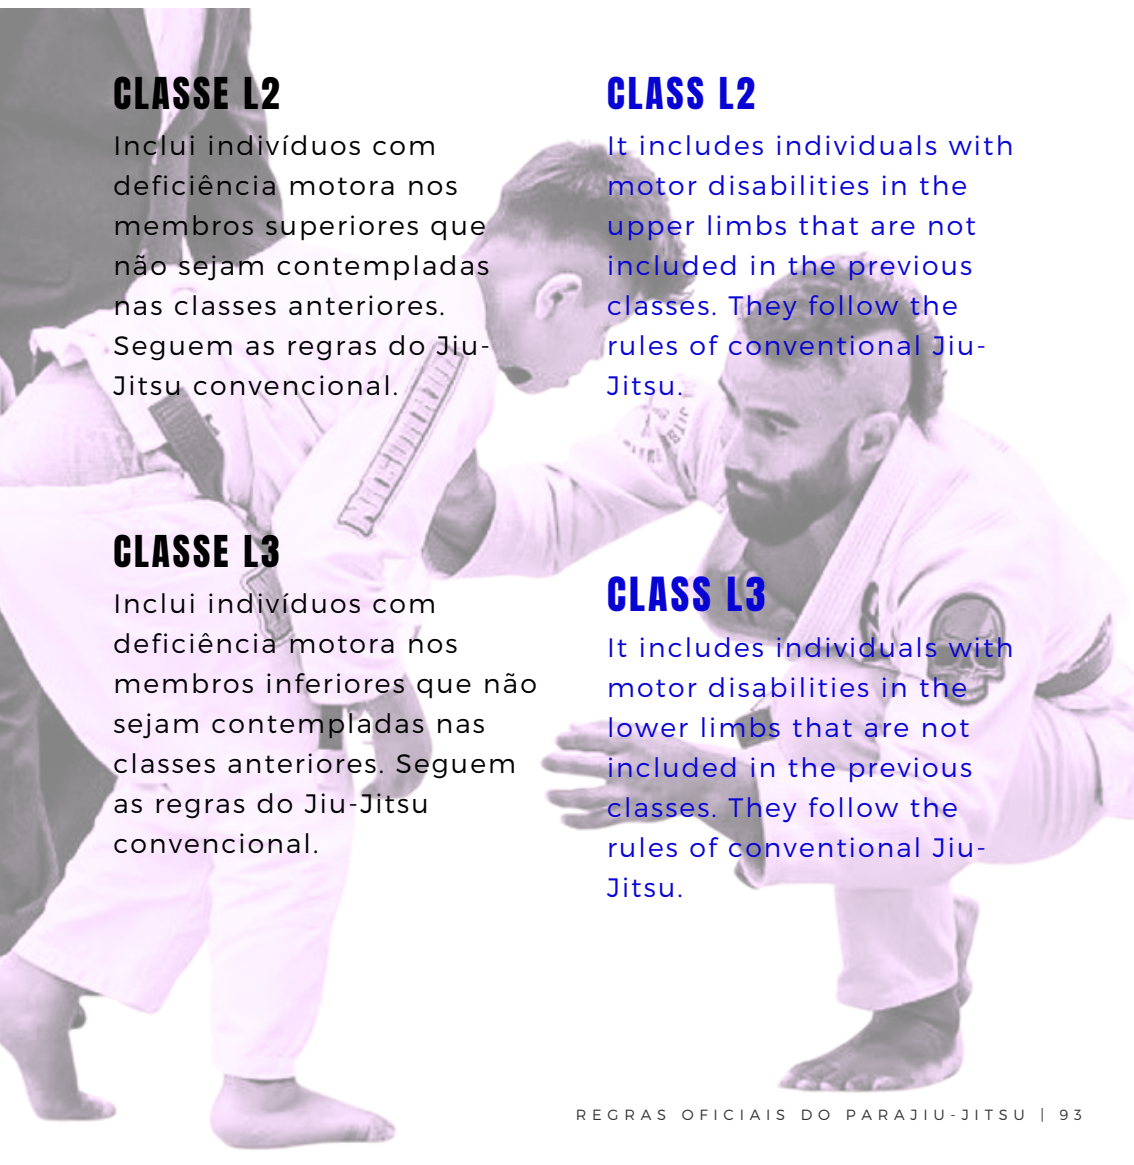 CLASSE L2
Inclui indivíduos com
deficiência motora nos
membros superiores que
não sejam contempladas
nas classes anteriores.
Seguem as regras do Jiu-
Jitsu convencional.
CLASSE L3
Inclui indivíduos com
deficiência motora nos
membros inferiores que não
sejam contempladas nas
classes anteriores. Seguem
as regras do Jiu-Jitsu
convencional.
CLASS L2
It includes individuals with
motor disabilities in the
upper limbs that are not
included in the previous
classes. They follow the
rules of conventional Jiu-
Jitsu.
CLASS L3
It includes individuals with
motor disabilities in the
lower limbs that are not
included in the previous
classes. They follow the
rules of conventional Jiu-
Jitsu.
REGRAS OFICIAIS DO PARAJIU-JITSU | 93